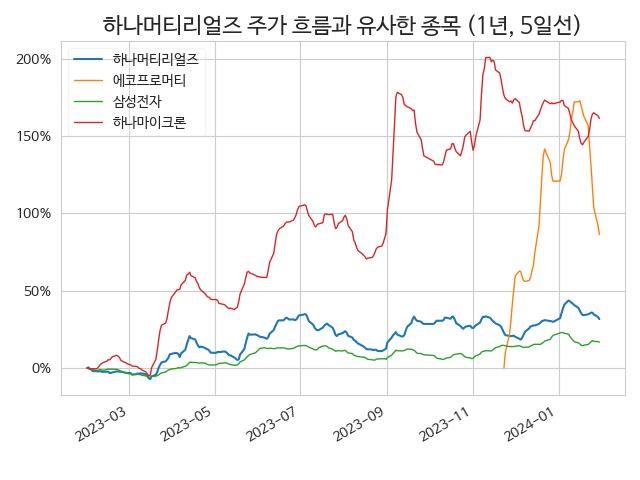 하나머티리얼즈 주가 흐름과 유사한 종목 (1년, 5일선)
하나머티리얼즈
에코프로머티
삼성전자
하나마이크론
200%
150%
100%
50%
0%
2023-03
2023-05
2023-07
2023-09
2023-11
2024-01